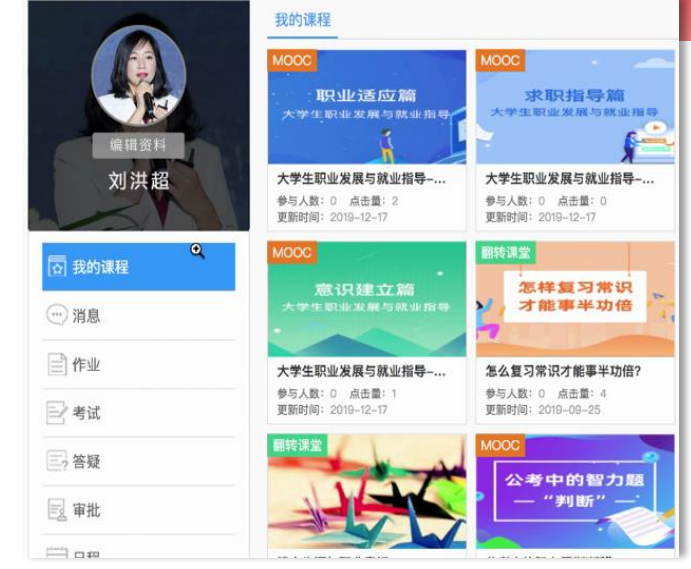 编辑资料
刘洪超
我的课程
消息
作业
考试
答疑
审批
日程
我的课程
MOOC
职业适应篇
大学生职业发展与就业指导
大学生职业发展与就业指导-...
参与人数: 0 点击量: 2
更新时间: 2019-12-17
MOOC
求职指导篇
大学生职业发展与就业指导
大学生职业发展与就业指导-...
参与人数: 0 点击量: 0
更新时间: 2019-12-17
MOOC
意识建立篇
大学生职业发展与就业指导
大学生职业发展与就业指导-...
参与人数: 0 点击量: 1
更新时间: 2019-12-17
翻转课堂
怎样复习常识
才能事半功倍
怎么复习常识才能事半功倍?
参与人数: 0 点击量: 4
更新时间: 2019-09-25
翻转课堂
MOOC
公考中的智力题
— “判断” —